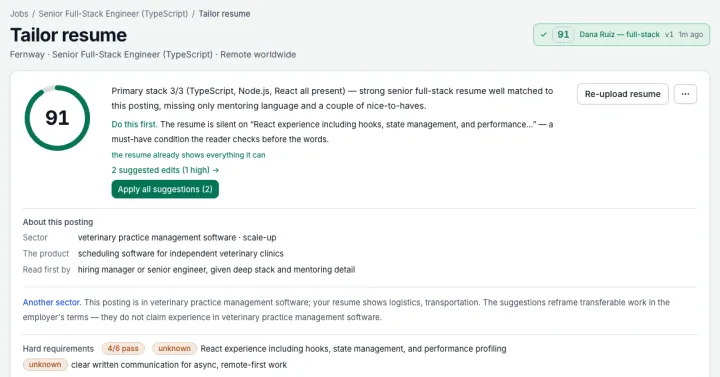 Jobs / Senior Full-Stack Engineer (TypeScript) / Tailor resume
Tailor resume
Fernway · Senior Full-Stack Engineer (TypeScript) · Remote worldwide
✓ 91 Dana Ruiz — full-stack v1 1m ago
91
Primary stack 3/3 (TypeScript, Node.js, React all present) — strong senior full-stack resume well matched to
this posting, missing only mentoring language and a couple of nice-to-haves.
Re-upload resume ···
Do this first. The resume is silent on “React experience including hooks, state management, and performance…” — a
must-have condition the reader checks before the words.
the resume already shows everything it can
2 suggested edits (1 high) →
Apply all suggestions (2)
About this posting
Sector veterinary practice management software · scale-up
The product scheduling software for independent veterinary clinics
Read first by hiring manager or senior engineer, given deep stack and mentoring detail
Another sector. This posting is in veterinary practice management software; your resume shows logistics, transportation. The suggestions reframe transferable work in the
employer's terms — they do not claim experience in veterinary practice management software.
Hard requirements 4/6 pass unknown React experience including hooks, state management, and performance profiling
unknown clear written communication for async, remote-first work